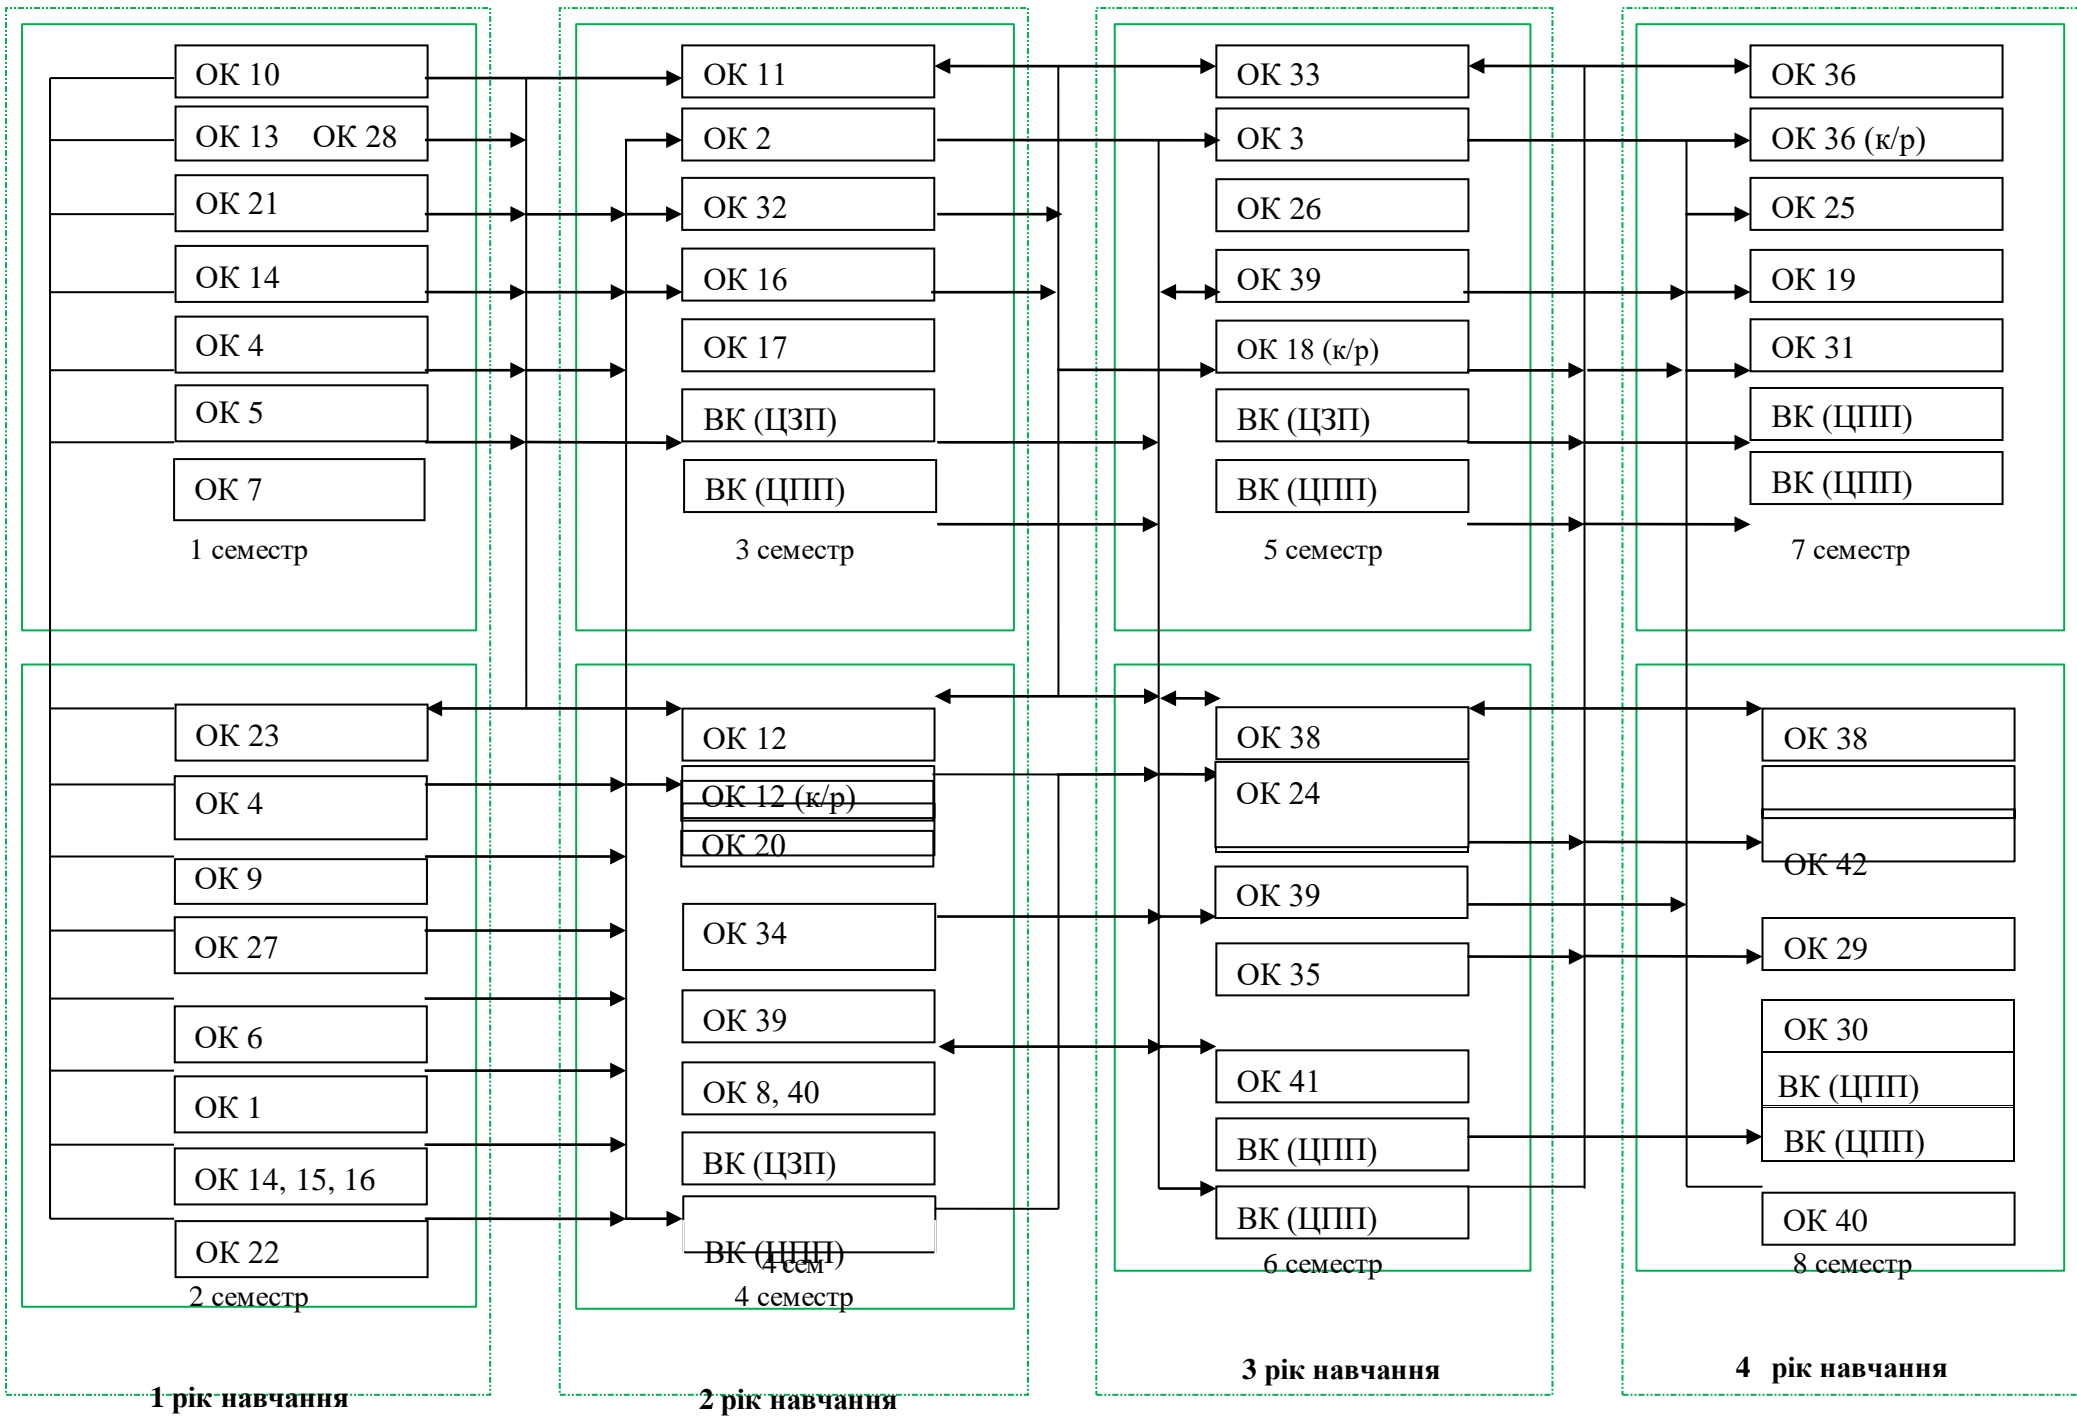 ОК 10
ОК 13 ОК 28
ОК 21
ОК 14
ОК 4
ОК 5
ОК 7
1 семестр
ОК 23
ОК 4
ОК 9
ОК 27
ОК 6
ОК 1
ОК 14, 15, 16
ОК 22
2 семестр
1 рік навчання
ОК 11
ОК 2
ОК 32
ОК 16
ОК 17
ВК (ЦЗП)
ВК (ЦПП)
3 семестр
ОК 12
ОК 12 (к/р)
ОК 20
ОК 34
ОК 39
ОК 8, 40
ВК (ЦЗП)
ВК (ЦПП)
4 сем
4 семестр
2 рік навчання
ОК 33
ОК 3
ОК 26
ОК 39
ОК 18 (к/р)
ВК (ЦЗП)
ВК (ЦПП)
5 семестр
ОК 38
ОК 24
ОК 39
ОК 35
ОК 41
ВК (ЦПП)
ВК (ЦПП)
6 семестр
3 рік навчання
ОК 36
ОК 36 (к/р)
ОК 25
ОК 19
ОК 31
ВК (ЦПП)
ВК (ЦПП)
7 семестр
ОК 38
ОК 42
ОК 29
ОК 30
ВК (ЦПП)
ВК (ЦПП)
ОК 40
8 семестр
4 рік навчання